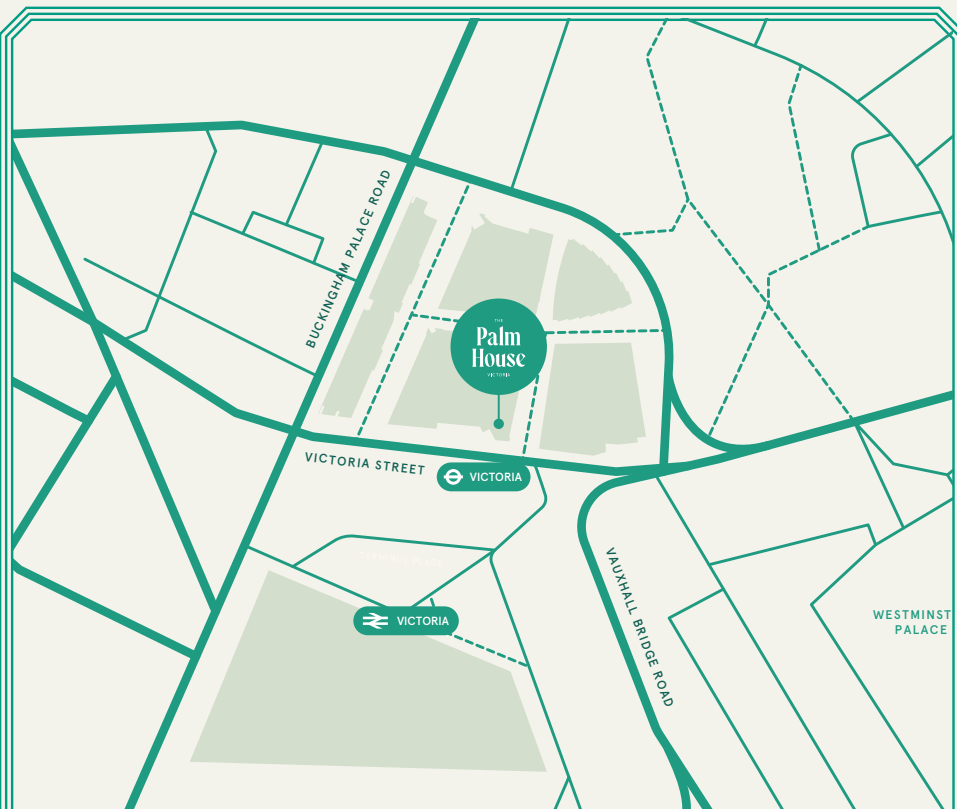 BUCKINGHAM PALACE ROAD
THE
Palm
House
VICTORIA
VICTORIA STREET
VICTORIA
VICTORIA
VAUXHALL BRIDGE ROAD
WESTMINST
PALACE